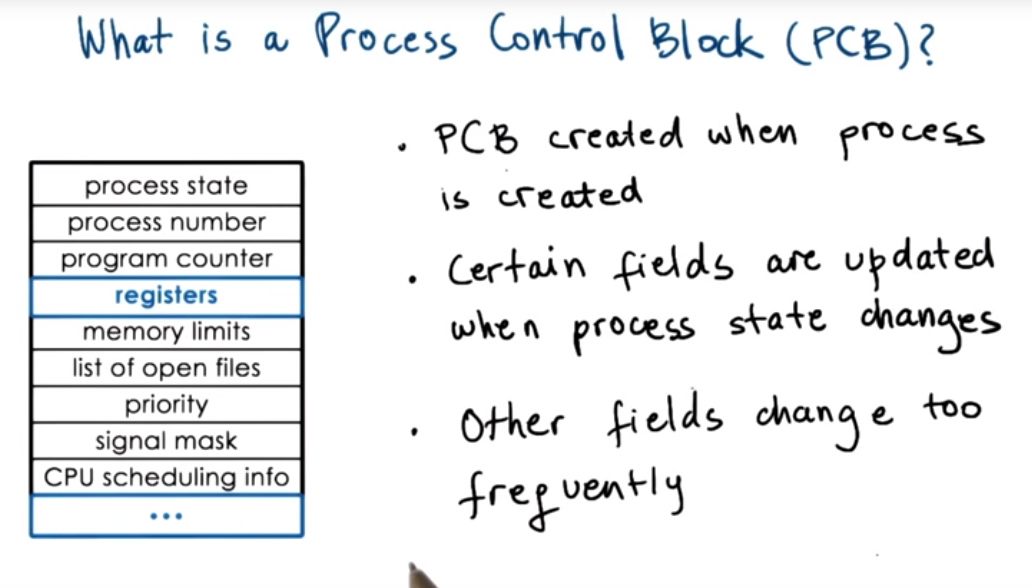 What is a Process Control Block (PCB)?
process state
process number
program counter
registers
memory limits
list of open files
priority
signal mask
CPU scheduling info
...
. PCB created when process
is created
. Certain fields are updated
when process state changes
. Other fields change too
frequently